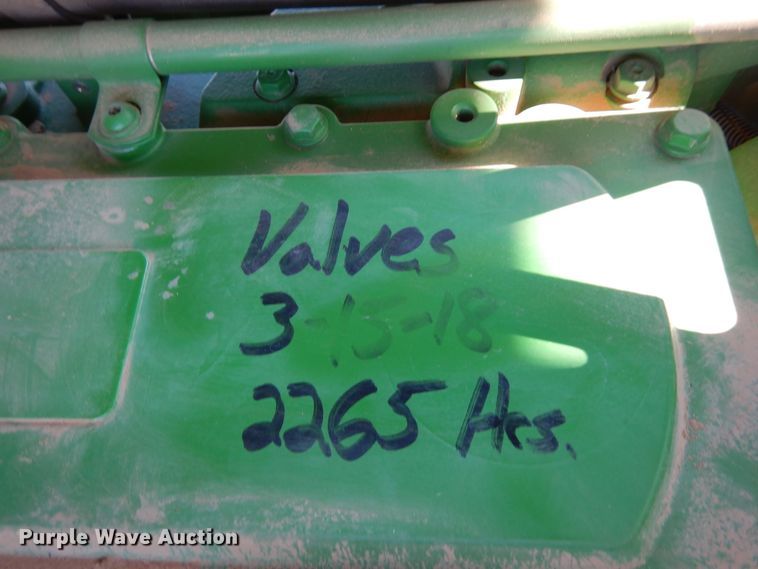 Valves
3-15-18
2265 Hrs.
Purple Wave Auction